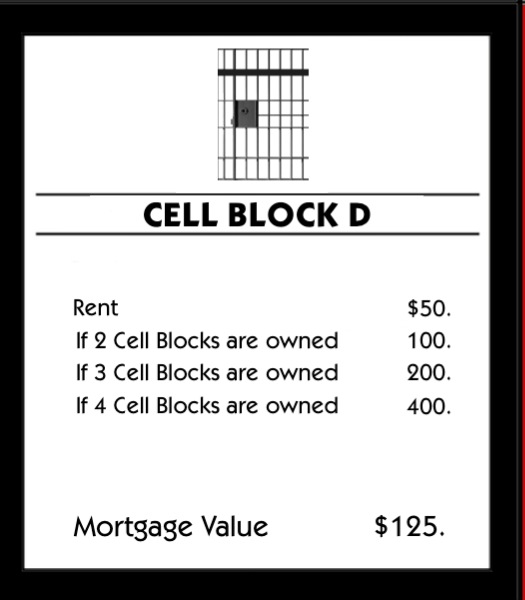 CELL BLOCK D
Rent $50.
If 2 Cell Blocks are owned 100.
If 3 Cell Blocks are owned 200.
If 4 Cell Blocks are owned 400.
Mortgage Value $125.